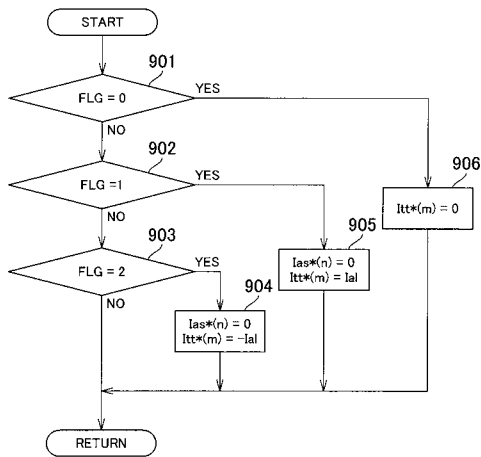 START
901
FLG = 0
YES
NO
902
FLG =1
YES
NO
906
Itt*(m) = 0
903
FLG = 2
YES
NO
905
Ias*(n) = 0
Itt*(m) = Ial
904
Ias*(n) = 0
Itt*(m) = -Ial
RETURN